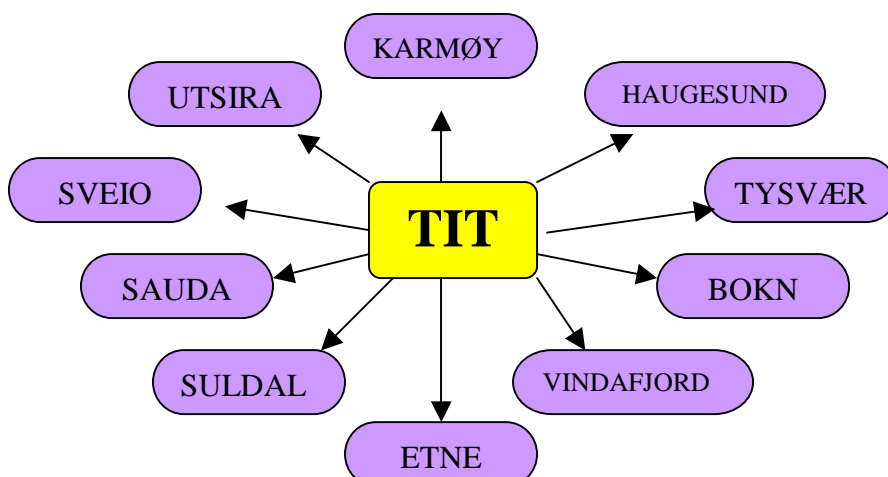 KARMØY
UTSIRA
HAUGESUND
SVEIO
TYSVÆR
TIT
SAUDA
BOKN
SULDAL
VINDAFJORD
ETNE